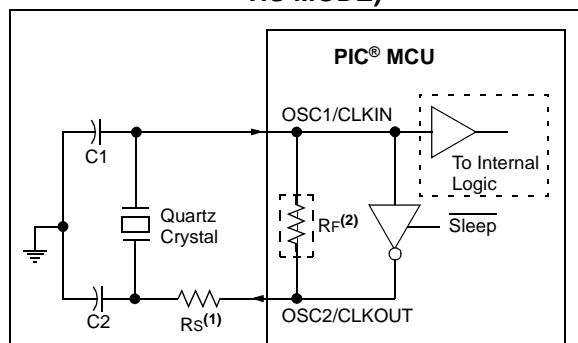 HS MODE)
PIC® MCU
OSC1/CLKIN
C1
To Internal
Logic
Quartz
Crystal
RF(2)
Sleep
C2
RS(1)
OSC2/CLKOUT